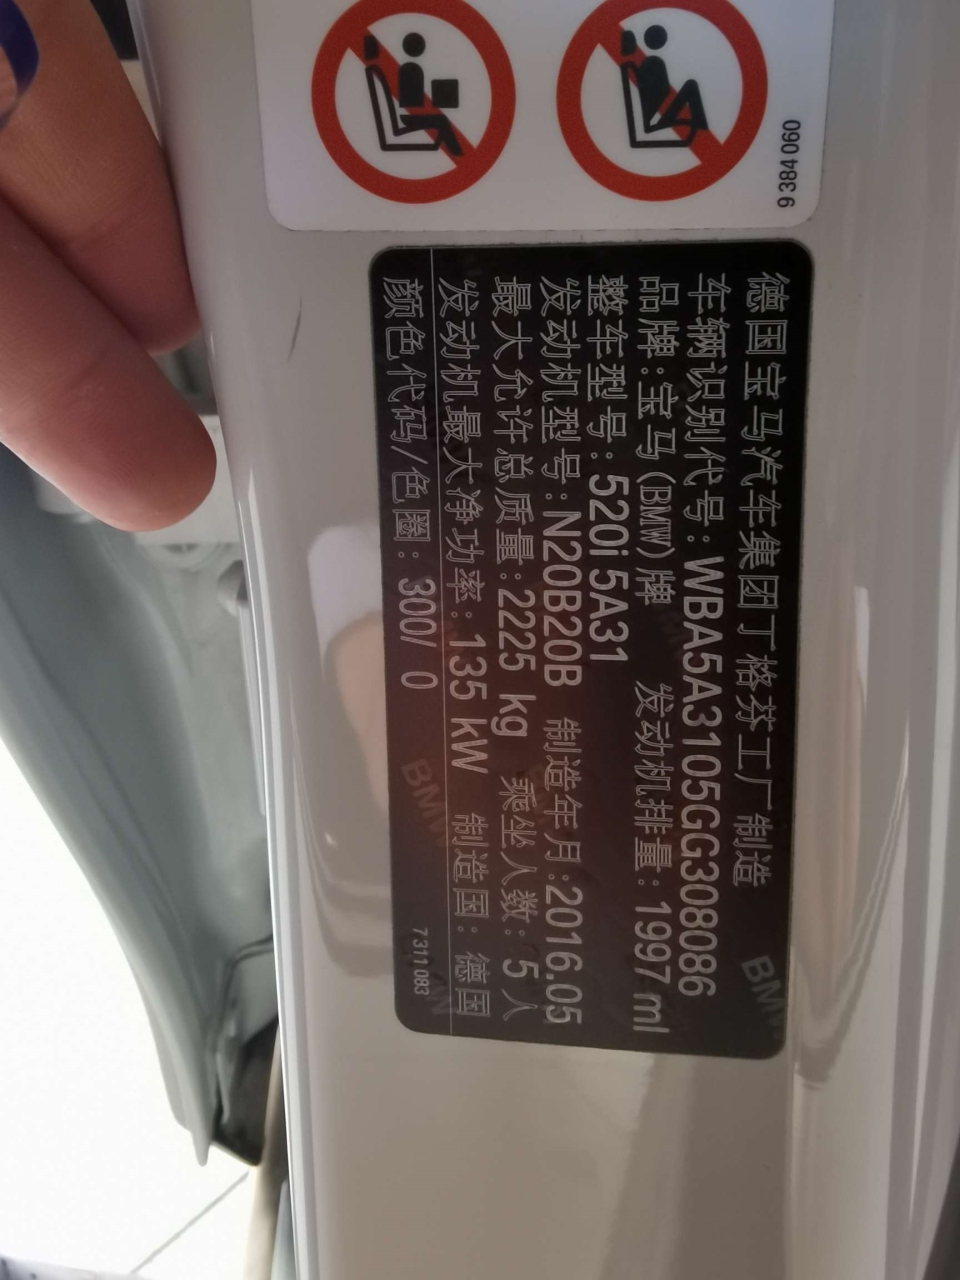 9 384 060
德国宝马汽车集团丁格芬工厂制造
车辆识别代号:WBA5A3105GG308086
品牌:宝马(BMW)牌 发动机排量:1997 ml
整车型号:520i 5A31
发动机型号:N20B20B 制造年月:2016.05
最大允许总质量:2225 kg 乘坐人数:5人
发动机最大净功率:135 kW 制造国:德国
颜色代码/色圈:300/ 0
7 311 083
BMW